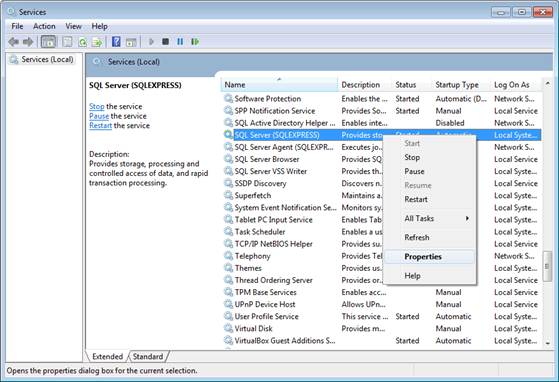 Services
File Action View Help
Services (Local)
Services (Local)
SQL Server (SQLEXPRESS)
Stop the service
Pause the service
Restart the service
Description:
Provides storage, processing and
controlled access of data, and rapid
transaction processing.
Name Description Status Startup Type Log On As
Software Protection Enables the ... Started Automatic (D... Network S...
SPP Notification Service Provides So... Started Manual Local Service
SQL Active Directory Helper ... Enables inte... Disabled Network S...
SQL Server (SQLEXPRESS) Provides sto... Started Automatic Local Syste...
SQL Server Agent (SQLEXPR... Executes jo... Network S...
SQL Server Browser Provides SQ... Local Service
SQL Server VSS Writer Provides th... Local Syste...
SSDP Discovery Discovers n... Local Service
Superfetch Maintains a... Local Syste...
System Event Notification Se... Monitors sy... Local Syste...
Tablet PC Input Service Enables Tab... Local Syste...
Task Scheduler Enables a us... Local Syste...
TCP/IP NetBIOS Helper Provides su... Local Service
Telephony Provides Tel... Network S...
Themes Provides us... Local Syste...
Thread Ordering Server Provides or... Local Service
TPM Base Services Enables acc... Manual Local Service
UPnP Device Host Allows UPn... Manual Local Service
User Profile Service This service ... Started Automatic Local Syste...
Virtual Disk Provides m... Manual Local Syste...
VirtualBox Guest Additions S... Started Automatic Local Syste...
Start
Stop
Pause
Resume
Restart
All Tasks
Refresh
Properties
Help
Extended Standard
Opens the properties dialog box for the current selection.